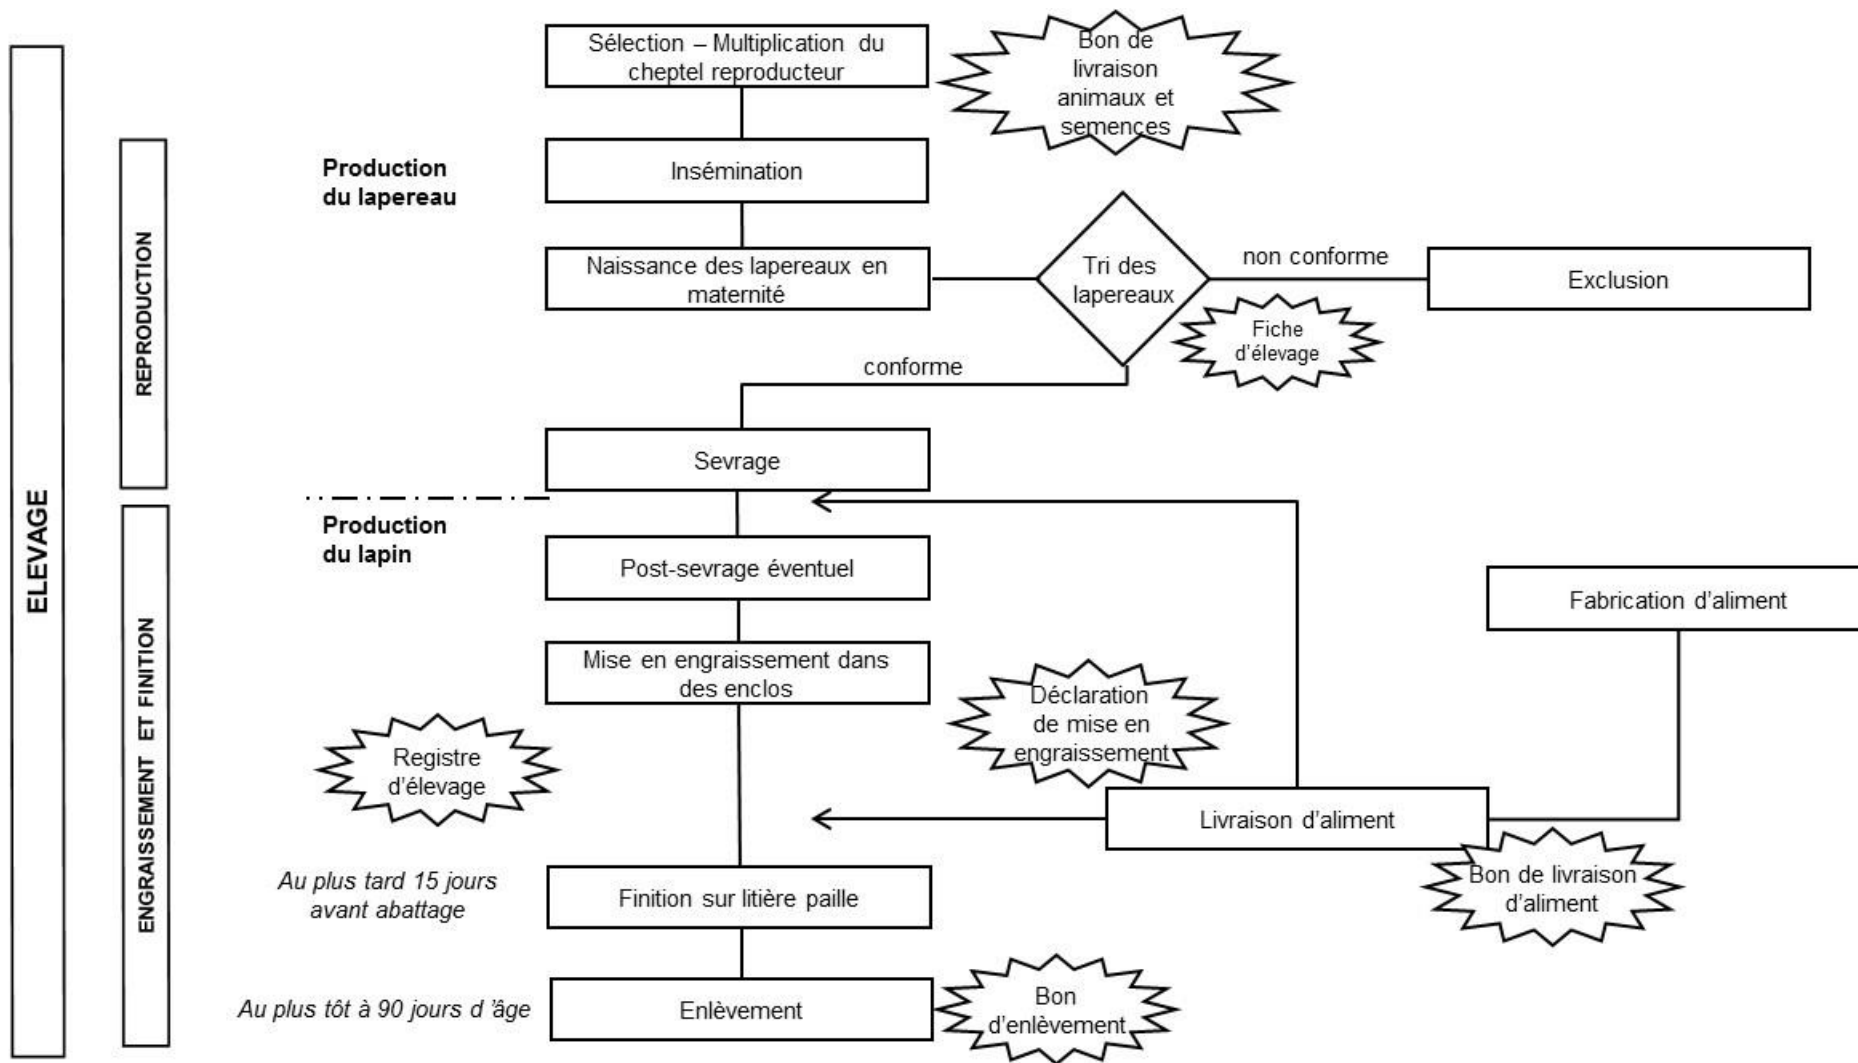 Sélection – Multiplication du
cheptel reproducteur
Bon de
livraison
animaux et
semences
ELEVAGE
REPRODUCTION
Production
du lapereau
Insémination
Naissance des lapereaux en
maternité
Tri des
lapereaux
non conforme
Exclusion
Fiche
d'élevage
conforme
Sevrage
Production
du lapin
ENGRAISSEMENT ET FINITION
Post-sevrage éventuel
Fabrication d'aliment
Mise en engraissement dans
des enclos
Déclaration
de mise en
engraissement
Registre
d'élevage
Livraison d'aliment
Bon de livraison
d'aliment
Au plus tard 15 jours
avant abattage
Finition sur litière paille
Au plus tôt à 90 jours d 'âge
Enlèvement
Bon
d'enlèvement